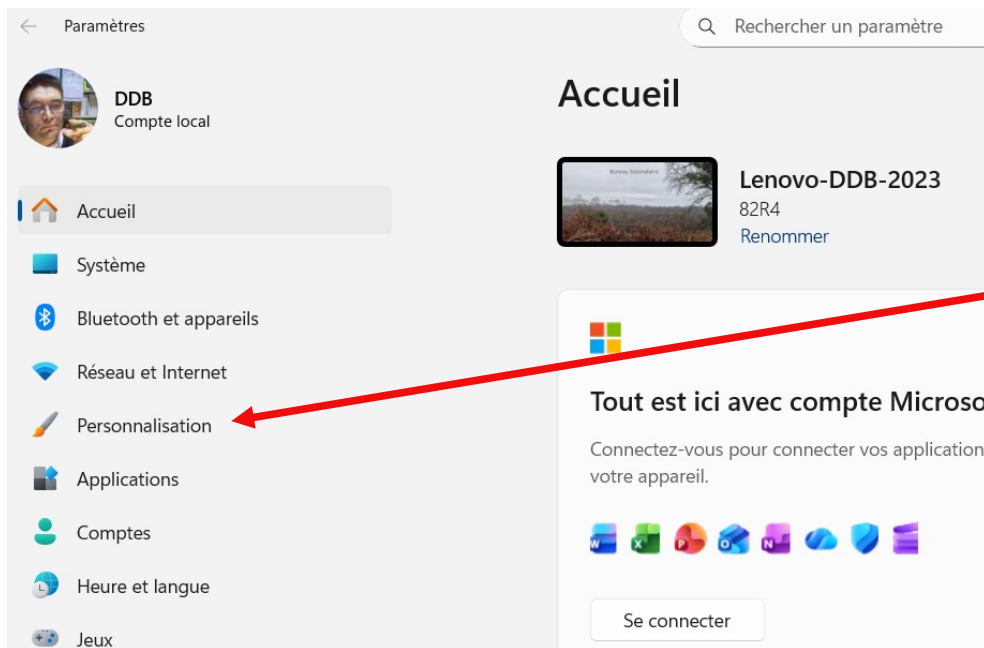 Paramètres
Rechercher un paramètre
DDB
Compte local
Accueil
Système
Bluetooth et appareils
Réseau et Internet
Personnalisation
Applications
Comptes
Heure et langue
Jeux
Accueil
Bureau Secondaire
Lenovo-DDB-2023
82R4
Renommer
Tout est ici avec compte Microso
Connectez-vous pour connecter vos application
votre appareil.
Se connecter